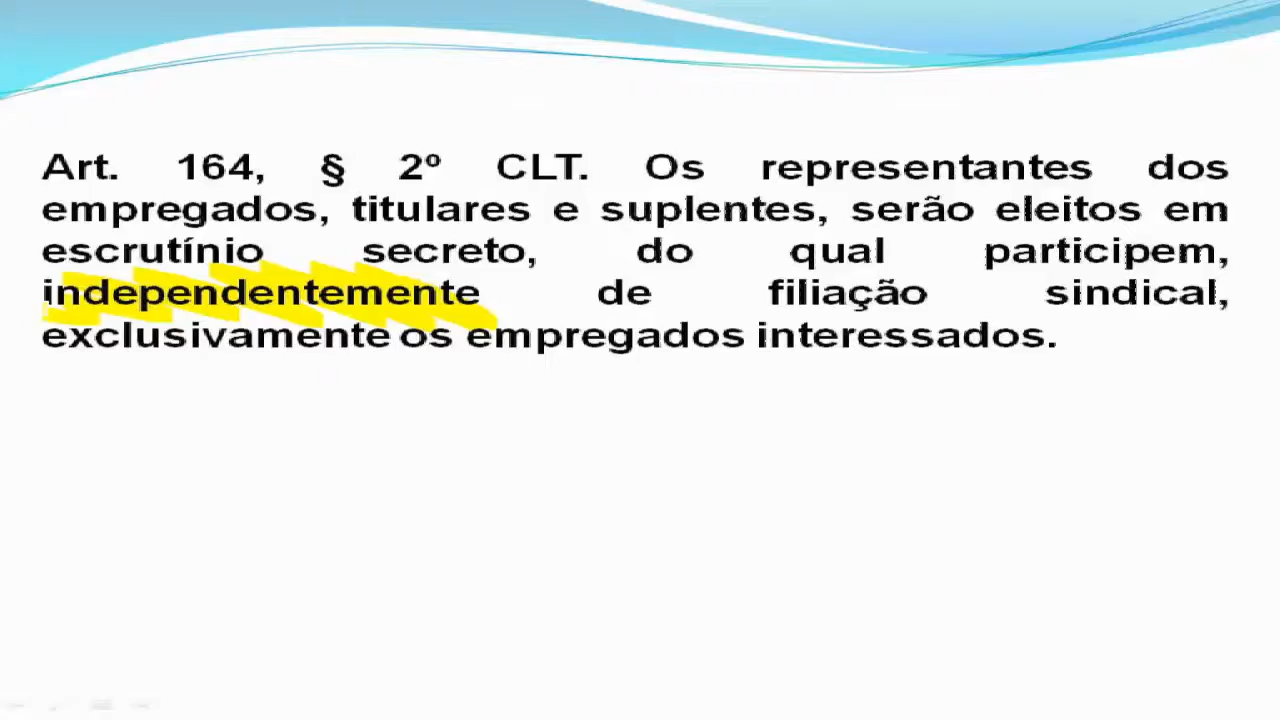 Art. 164, § 2º CLT. Os representantes dos
empregados, titulares e suplentes, serão eleitos em
escrutínio secreto, do qual participem,
independentemente de filiação sindical,
exclusivamente os empregados interessados.